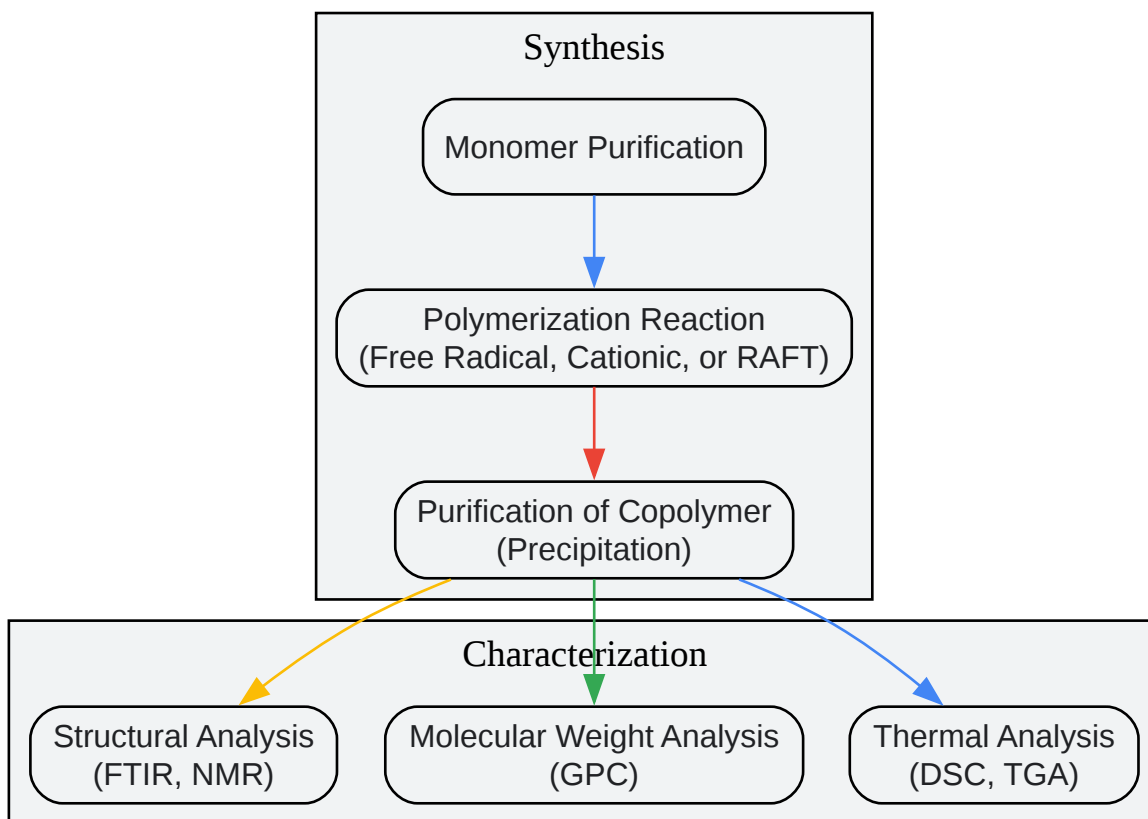 Synthesis
Monomer Purification
Polymerization Reaction
(Free Radical, Cationic, or RAFT)
Purification of Copolymer
(Precipitation)
Characterization
Structural Analysis
(FTIR, NMR)
Molecular Weight Analysis
(GPC)
Thermal Analysis
(DSC, TGA)